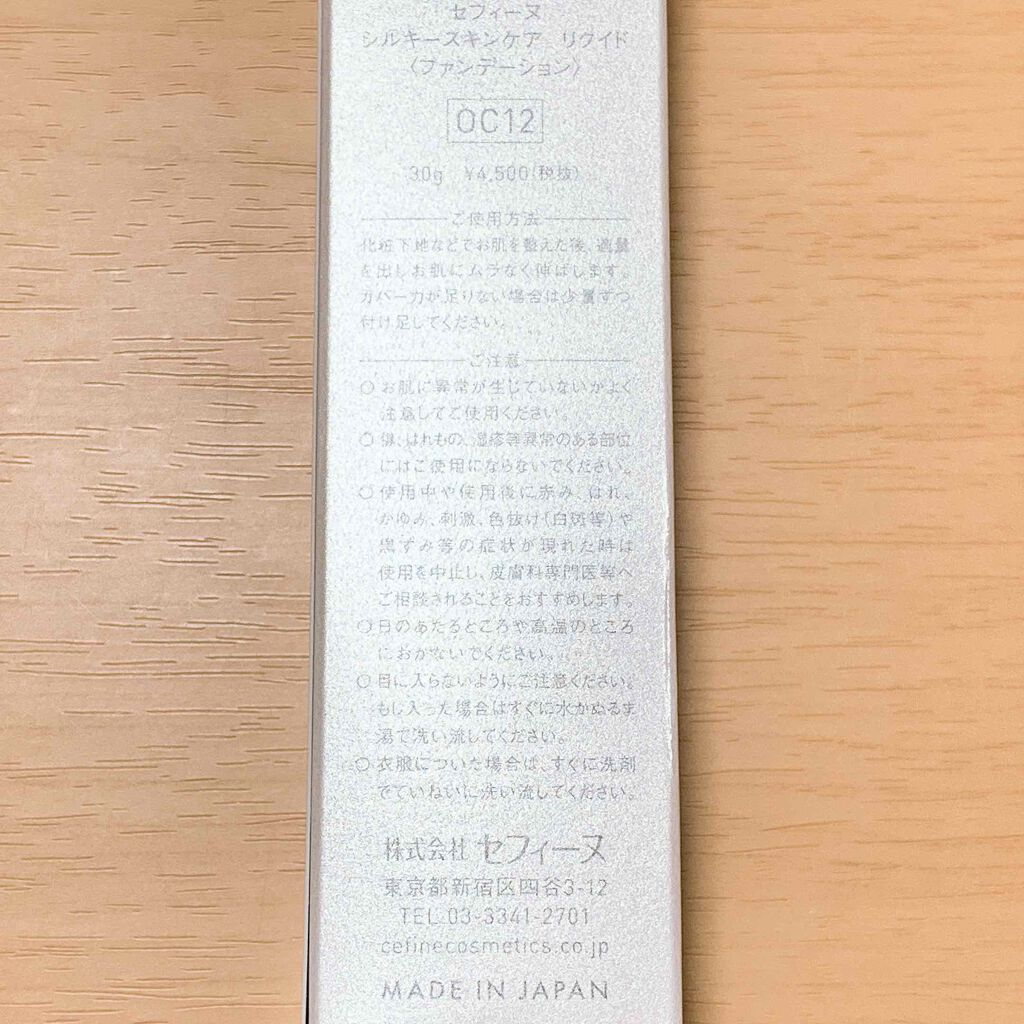 セフィーヌ
シルキースキンケア リクイド
〈ファンデーション〉
OC12
30g ¥4,500(税抜)
ご使用方法
化粧下地などでお肌を整えた後、適量
を出しお肌にムラなく伸ばします。
カバー力が足りない場合は少量ずつ
付け足してください。
ご注意
○お肌に異常が生じていないかよく
注意してご使用ください。
○傷、はれもの、湿疹等異常のある部位
にはご使用にならないでください。
○使用中や使用後に赤み、はれ、
かゆみ、刺激、色抜け(白斑等)や
黒ずみ等の症状が現れた時は
使用を中止し、皮膚科専門医等へ
ご相談されることをおすすめします。
○日のあたるところや高温のところ
におかないでください。
○目に入らないようにご注意ください。
もし入った場合はすぐに水かぬるま
湯で洗い流してください。
○衣服についた場合は、すぐに洗剤
でていねいに洗い流してください。
株式会社 セフィーヌ
東京都新宿区四谷3-12
TEL.03-3341-2701
cefinecosmetics.co.jp
MADE IN JAPAN